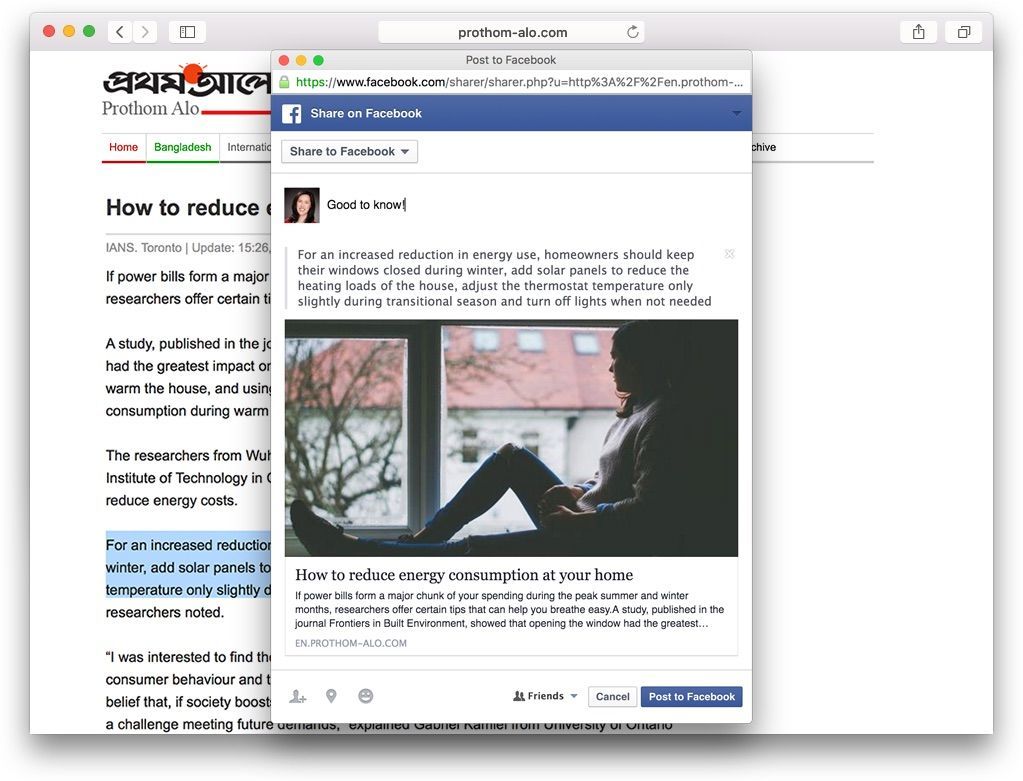 prothom-alo.com
Post to Facebook
https://www.facebook.com/sharer/sharer.php?u=http%3A%2F%2Fen.prothom-...
প্রথম আলো
Prothom Alo
Share on Facebook
Share to Facebook
Home Bangladesh Internatio
chive
Good to know!
How to reduce e
IANS. Toronto | Update: 15:26,
For an increased reduction in energy use, homeowners should keep
their windows closed during winter, add solar panels to reduce the
heating loads of the house, adjust the thermostat temperature only
slightly during transitional season and turn off lights when not needed
If power bills form a major
researchers offer certain ti
A study, published in the jo
had the greatest impact on
warm the house, and using
consumption during warm
The researchers from Wuh
Institute of Technology in C
reduce energy costs.
For an increased reduction
winter, add solar panels to
temperature only slightly d
researchers noted.
“I was interested to find the
consumer behaviour and t
belief that, if society boosts
a challenge meeting future demands,” explained Gabriel Kamiel from University of Ontario
How to reduce energy consumption at your home
If power bills form a major chunk of your spending during the peak summer and winter
months, researchers offer certain tips that can help you breathe easy.A study, published in the
journal Frontiers in Built Environment, showed that opening the window had the greatest...
EN.PROTHOM-ALO.COM
Friends Cancel Post to Facebook